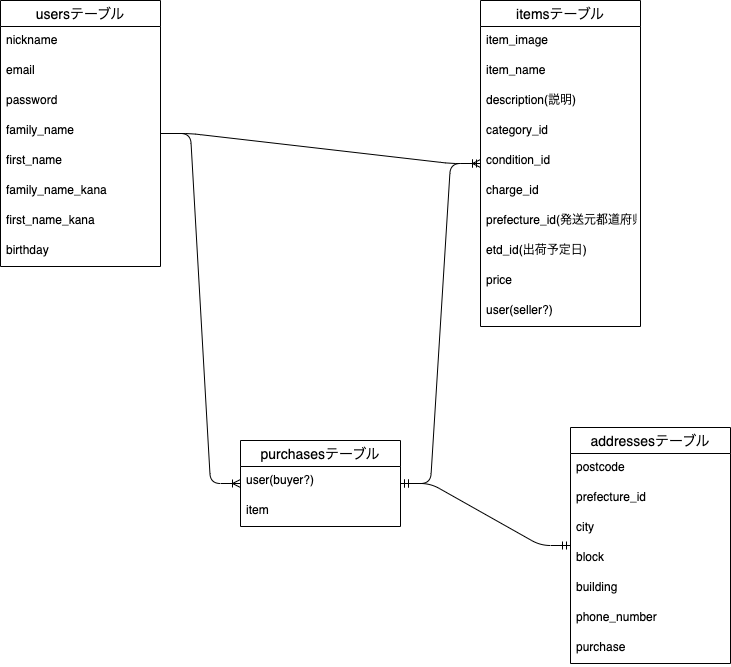 usersテーブル
nickname
email
password
family_name
first_name
family_name_kana
first_name_kana
birthday
itemsテーブル
item_image
item_name
description(説明)
category_id
condition_id
charge_id
prefecture_id(発送元都道府
etd_id(出荷予定日)
price
user(seller?)
purchasesテーブル
user(buyer?)
item
addressesテーブル
postcode
prefecture_id
city
block
building
phone_number
purchase